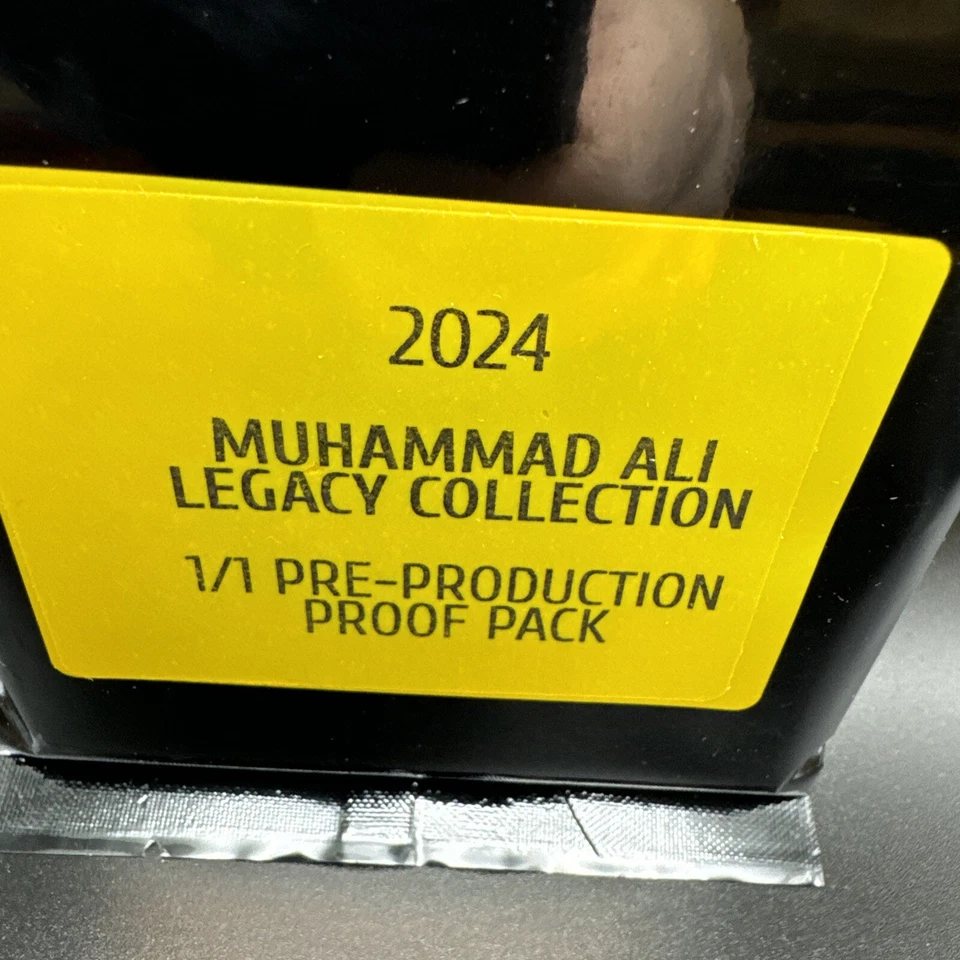 2024
MUHAMMAD ALI
LEGACY COLLECTION
1/1 PRE-PRODUCTION
PROOF PACK